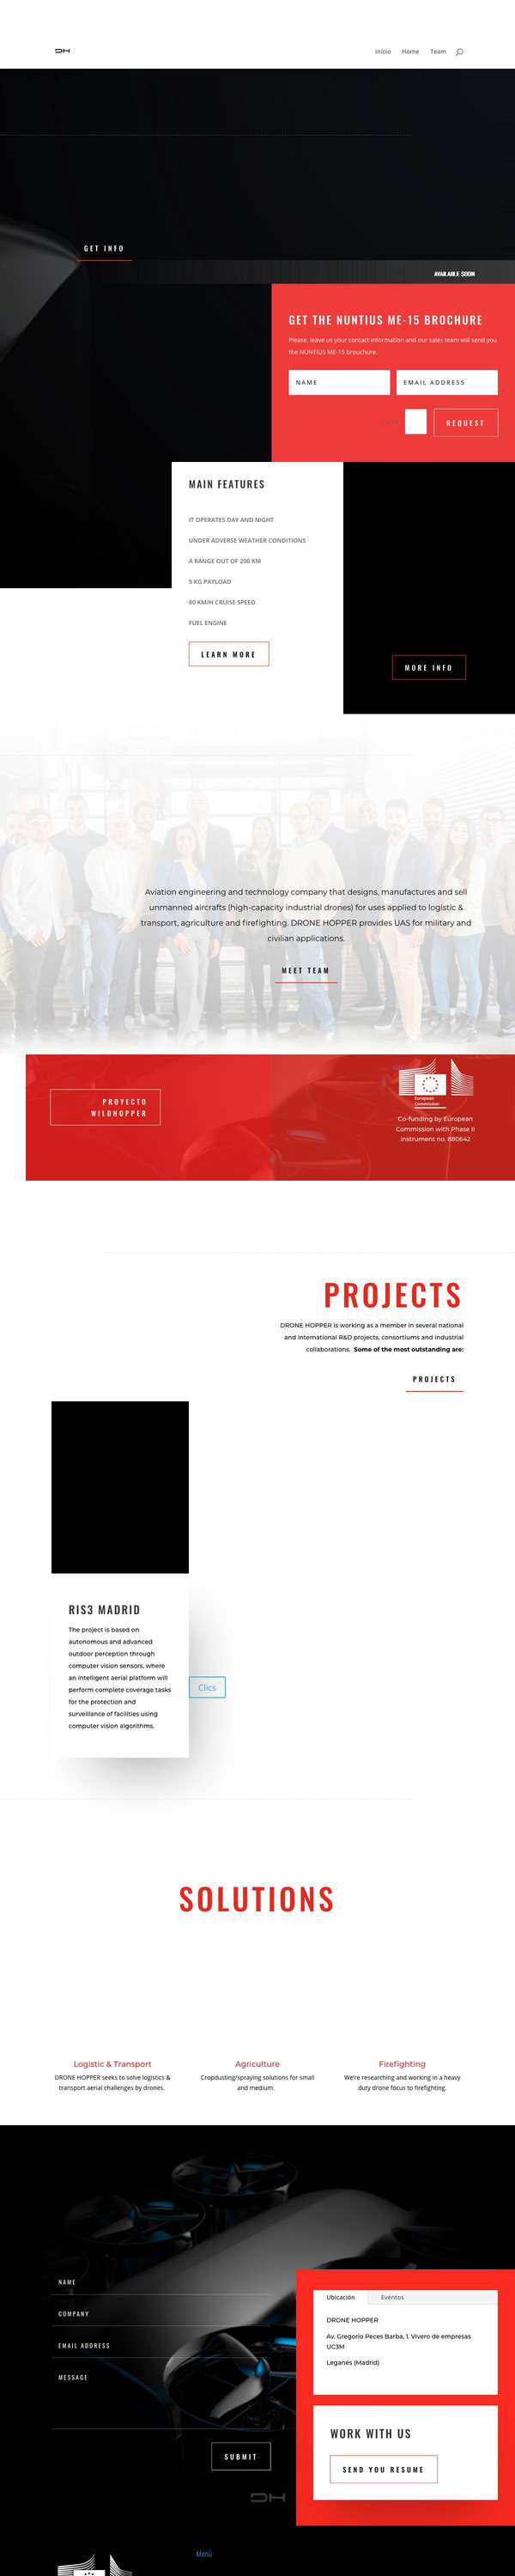 DH
Inicio Home Team
GET INFO
AVAILABLE SOON
GET THE NUNTIUS ME-15 BROCHURE
Please, leave us your contact information and our sales team will send you
the NUNTIUS ME-15 brouchure.
NAME
EMAIL ADDRESS
REQUEST
MAIN FEATURES
IT OPERATES DAY AND NIGHT
UNDER ADVERSE WEATHER CONDITIONS
A RANGE OUT OF 200 KM
5 KG PAYLOAD
80 KM/H CRUISE SPEED
FUEL ENGINE
LEARN MORE
MORE INFO
Aviation engineering and technology company that designs, manufactures and sell
unmanned aircrafts (high-capacity industrial drones) for uses applied to logistic &
transport, agriculture and firefighting. DRONE HOPPER provides UAS for military and
civilian applications.
MEET TEAM
PROYECTO
WILDHOPPER
European
Commission
Co-funding by European
Commission with Phase II
instrument no. 880642
PROJECTS
DRONE HOPPER is working as a member in several national
and international R&D projects, consortiums and industrial
collaborations. Some of the most outstanding are:
PROJECTS
RIS3 MADRID
The project is based on
autonomous and advanced
outdoor perception through
computer vision sensors, where
an intelligent aerial platform will
perform complete coverage tasks
for the protection and
surveillance of facilities using
computer vision algorithms.
Clics
SOLUTIONS
Logistic & Transport
DRONE HOPPER seeks to solve logistics &
transport aerial challenges by drones.
Agriculture
Cropdusting/spraying solutions for small
and medium.
Firefighting
We're researching and working in a heavy
duty drone focus to firefighting.
NAME
COMPANY
EMAIL ADDRESS
MESSAGE
SUBMIT
Ubicación Eventos
DRONE HOPPER
Av. Gregorio Peces Barba, 1. Vivero de empresas
UC3M
Leganés (Madrid)
WORK WITH US
SEND YOU RESUME
DH
Menú